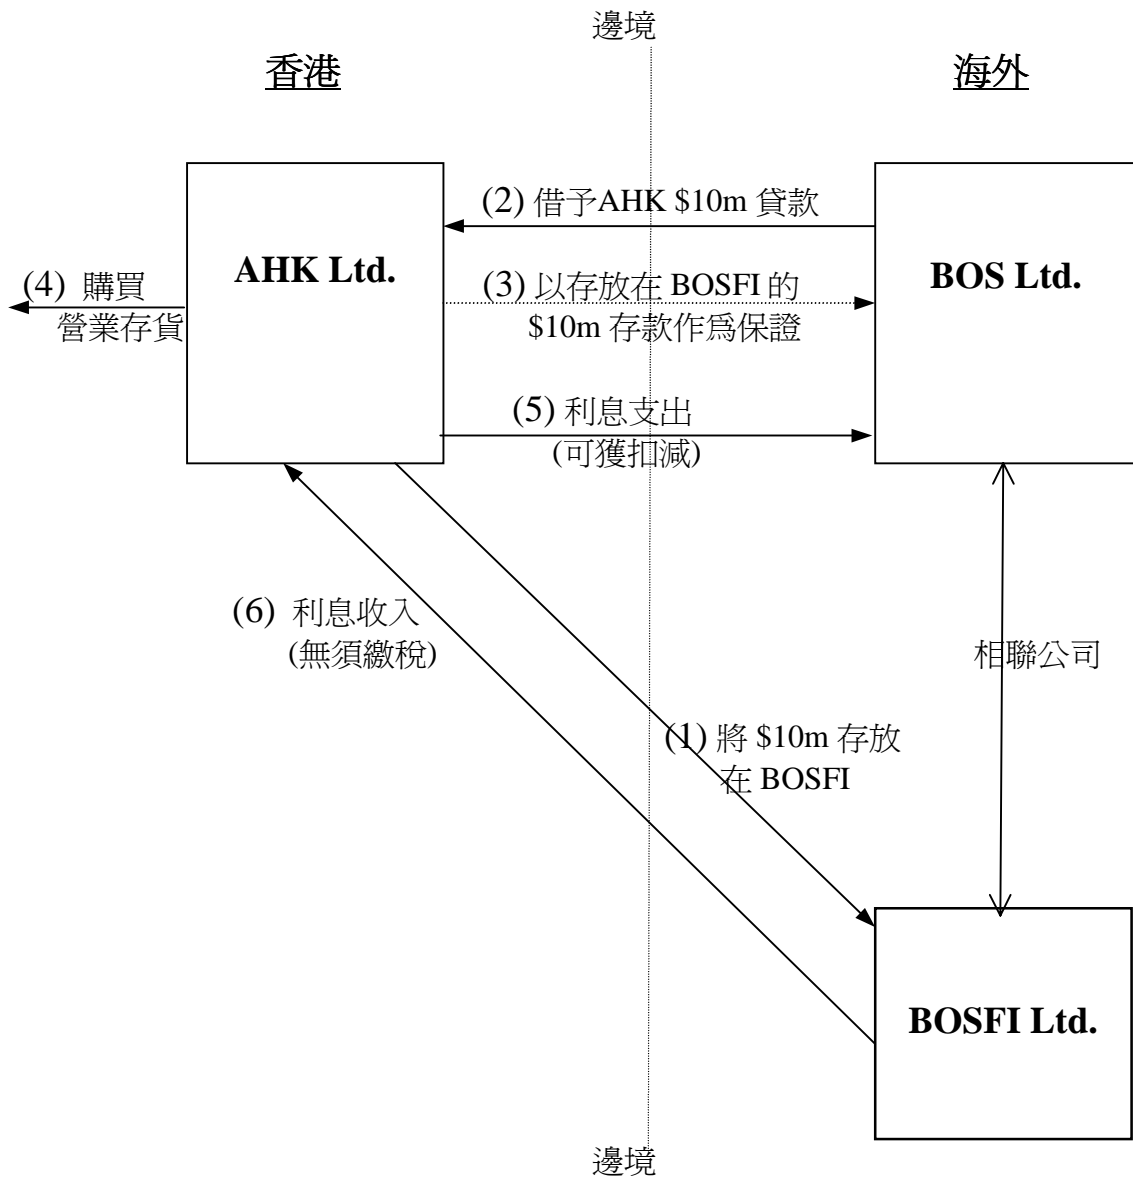 邊境
香港
海外
(2) 借予AHK $10m 貸款
AHK Ltd.
BOS Ltd.
(4) 購買
營業存貨
(3) 以存放在 BOSFI 的
$10m 存款作爲保證
(5) 利息支出
(可獲扣減)
(6) 利息收入
(無須繳稅)
相聯公司
(1) 將 $10m 存放
在 BOSFI
BOSFI Ltd.
邊境